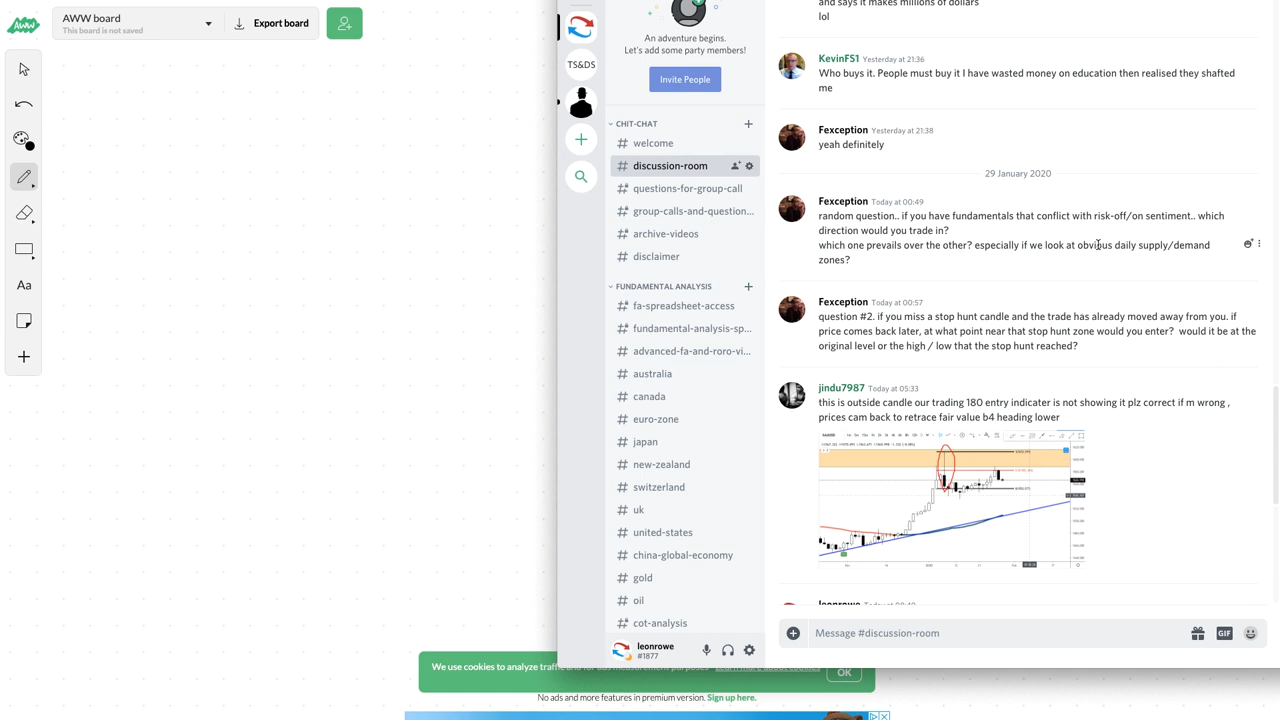 AWW board
This board is not saved
Export board
Aa
We use cookies to analyze traffic and for ads measurement purposes. Learn more about cookies.
OK
No ads and more features in premium version. Sign up here.
TS&DS
An adventure begins.
Let's add some party members!
Invite People
CHIT-CHAT
# welcome
# discussion-room
# questions-for-group-call
# group-calls-and-question...
# archive-videos
# disclaimer
FUNDAMENTAL ANALYSIS
# fa-spreadsheet-access
# fundamental-analysis-sp...
# advanced-fa-and-roro-vi...
# australia
# canada
# euro-zone
# japan
# new-zealand
# switzerland
# uk
# united-states
# china-global-economy
# gold
# oil
# cot-analysis
leonrowe
#1877
and says it makes millions of dollars
lol
KevinFS1 Yesterday at 21:36
Who buys it. People must buy it I have wasted money on education then realised they shafted
me
Fexception Yesterday at 21:38
yeah definitely
29 January 2020
Fexception Today at 00:49
random question.. if you have fundamentals that conflict with risk-off/on sentiment.. which
direction would you trade in?
which one prevails over the other? especially if we look at obvious daily supply/demand
zones?
Fexception Today at 00:57
question #2. if you miss a stop hunt candle and the trade has already moved away from you. if
price comes back later, at what point near that stop hunt zone would you enter? would it be at the
original level or the high / low that the stop hunt reached?
jindu7987 Today at 05:33
this is outside candle our trading 180 entry indicater is not showing it plz correct if m wrong ,
prices cam back to retrace fair value b4 heading lower
leonrowe
Message #discussion-room
GIF